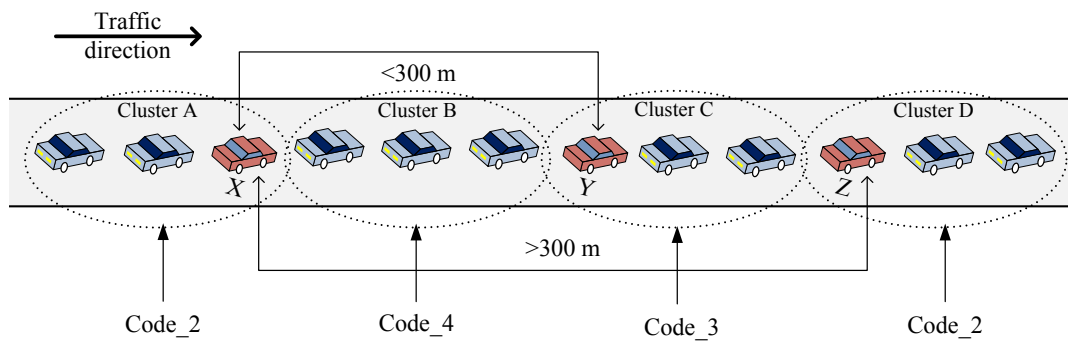 Traffic
direction
<300 m
Cluster A
Cluster B
Cluster C
Cluster D
X
Y
Z
>300 m
Code_2
Code_4
Code_3
Code_2